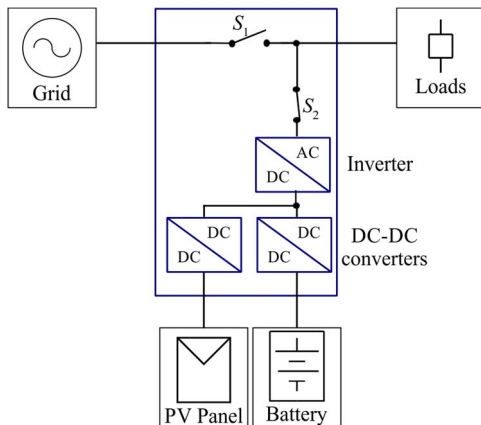 S1
Grid
Loads
S2
AC
DC
Inverter
DC
DC
DC
DC
DC-DC
converters
PV Panel
Battery